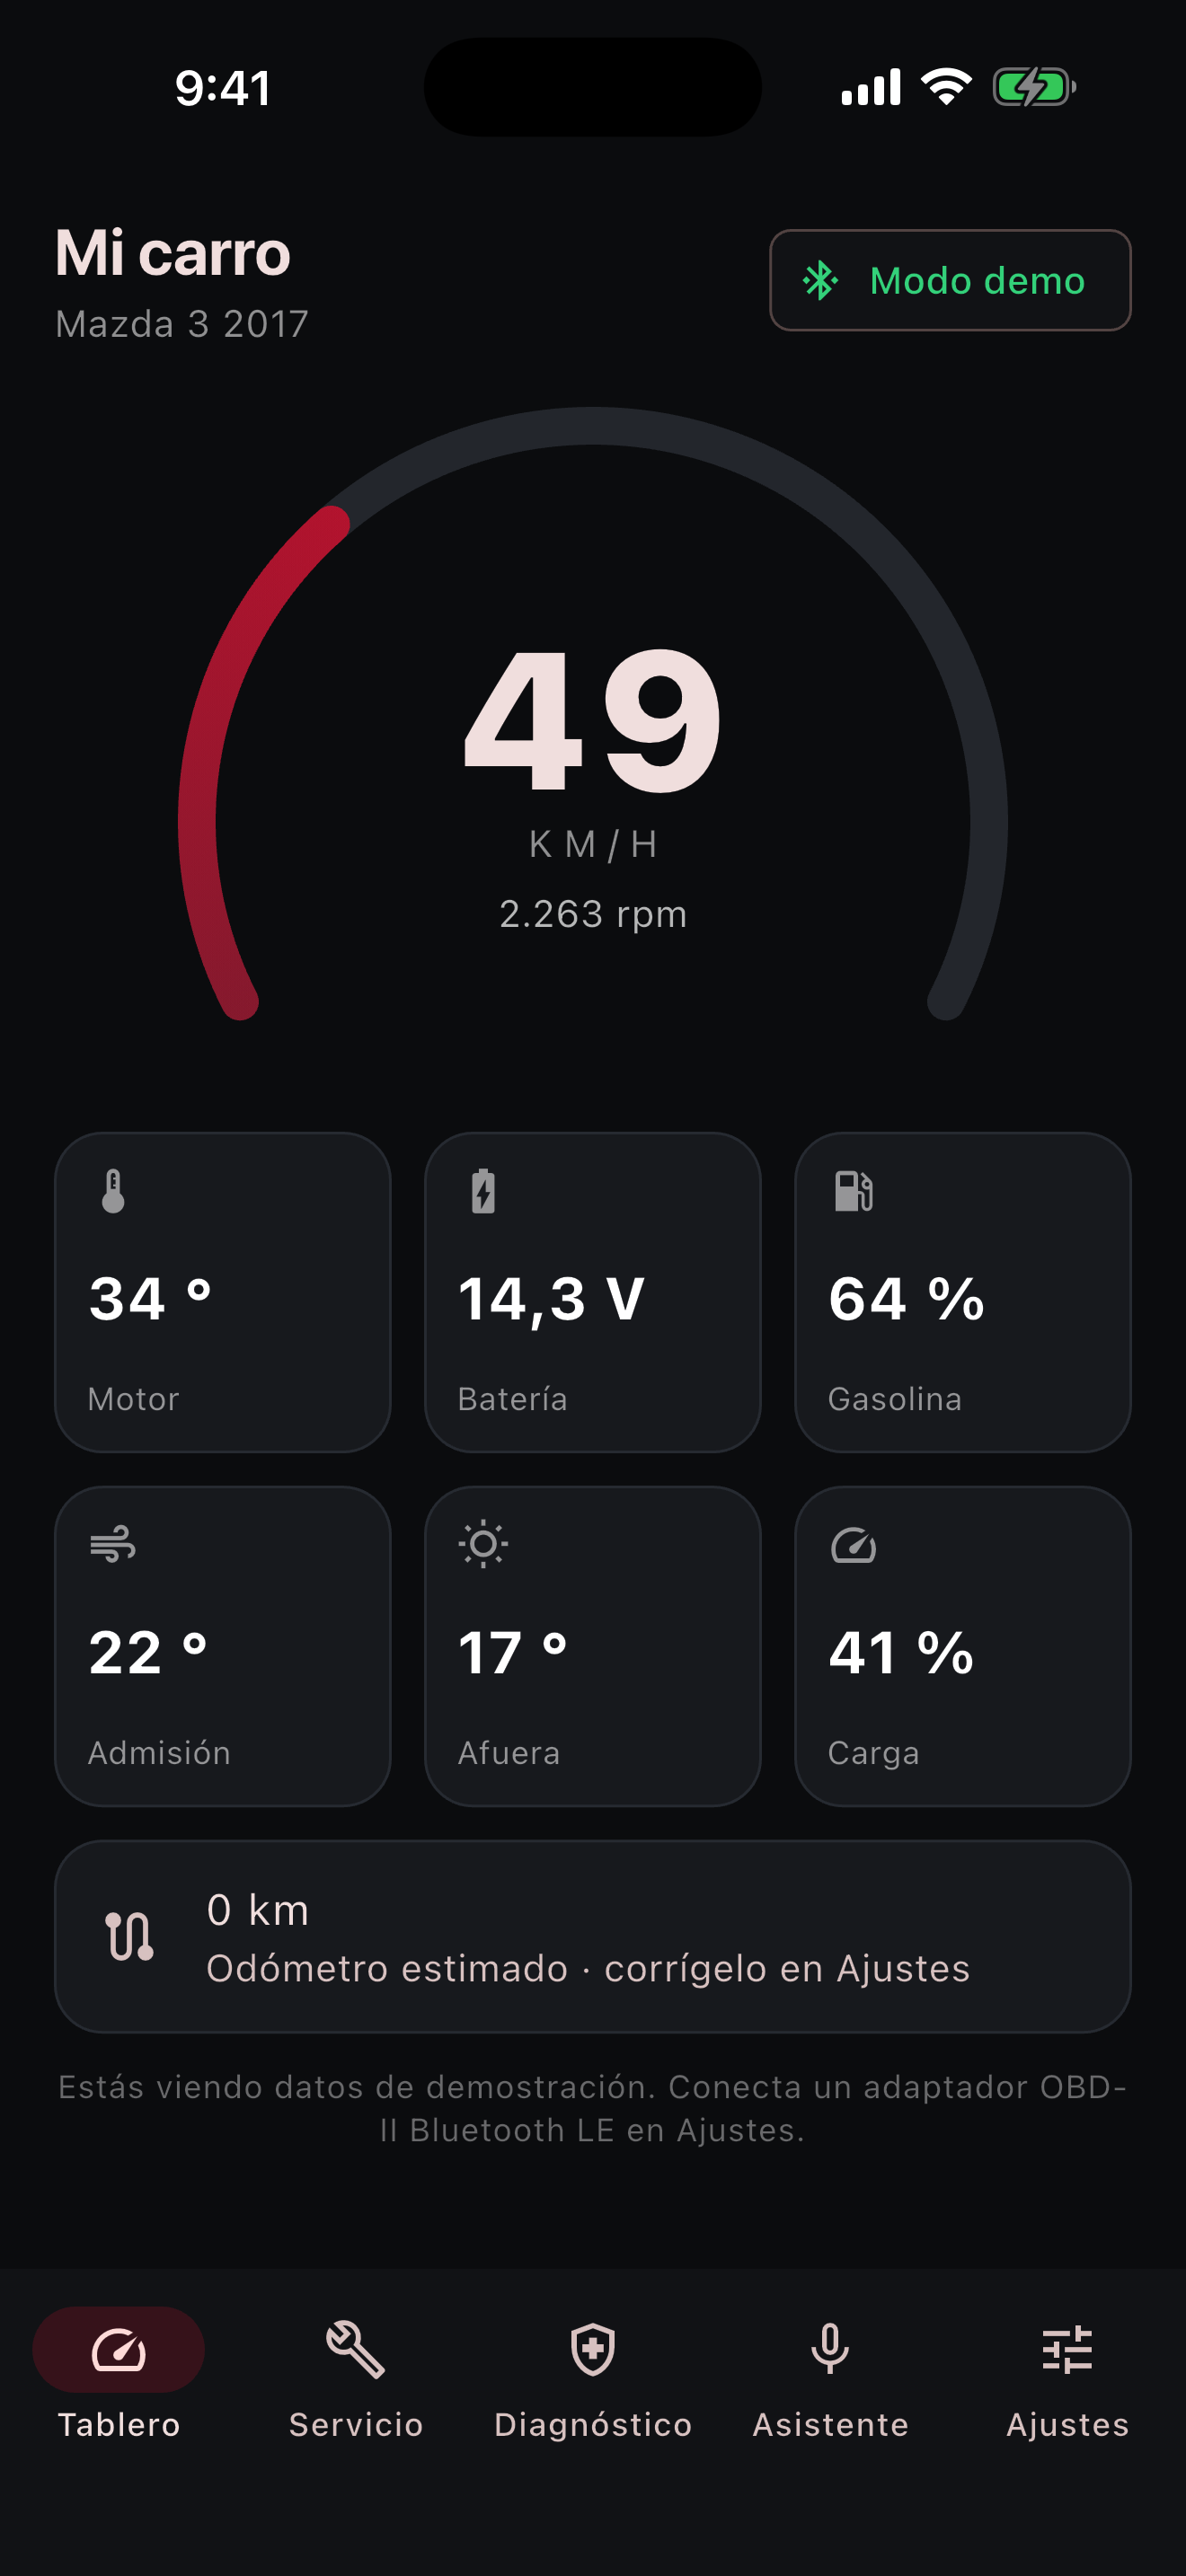 9:41
Mi carro
Mazda 3 2017
Modo demo
49
KM/H
2.263 rpm
34 °
Motor
14,3 V
Batería
64 %
Gasolina
22 °
Admisión
17 °
Afuera
41 %
Carga
0 km
Odómetro estimado · corrígelo en Ajustes
Estás viendo datos de demostración. Conecta un adaptador OBD-
II Bluetooth LE en Ajustes.
Tablero
Servicio
Diagnóstico
Asistente
Ajustes